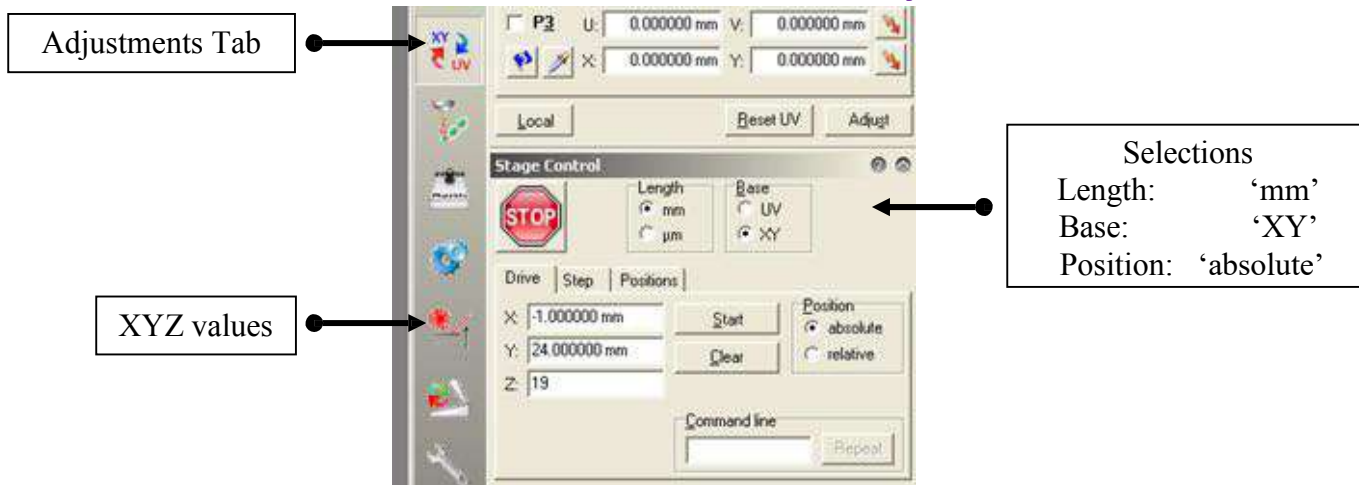 Adjustments Tab
XY
UV
P3 U: 0.000000 mm V: 0.000000 mm
X: 0.000000 mm Y: 0.000000 mm
Local Reset UV Adjust
Stage Control
STOP
Length
mm
µm
Base
UV
XY
Selections
Length: ‘mm’
Base: ‘XY’
Position: ‘absolute’
Drive Step Positions
XYZ values
X: -1.000000 mm
Y: 24.000000 mm
Z: 19
Start
Clear
Position
absolute
relative
Command line
Repeat